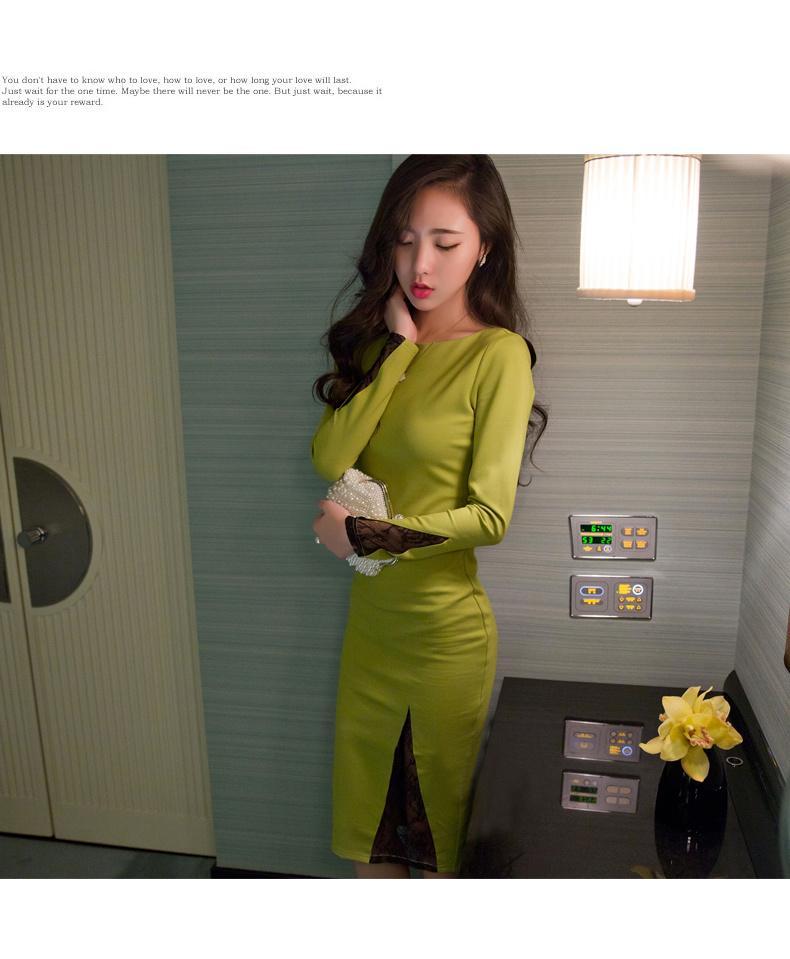 You don't have to know who to love, how to love, or how long your love will last.
Just wait for the one time. Maybe there will never be the one. But just wait, because it
already is your reward.
6:44
53 22